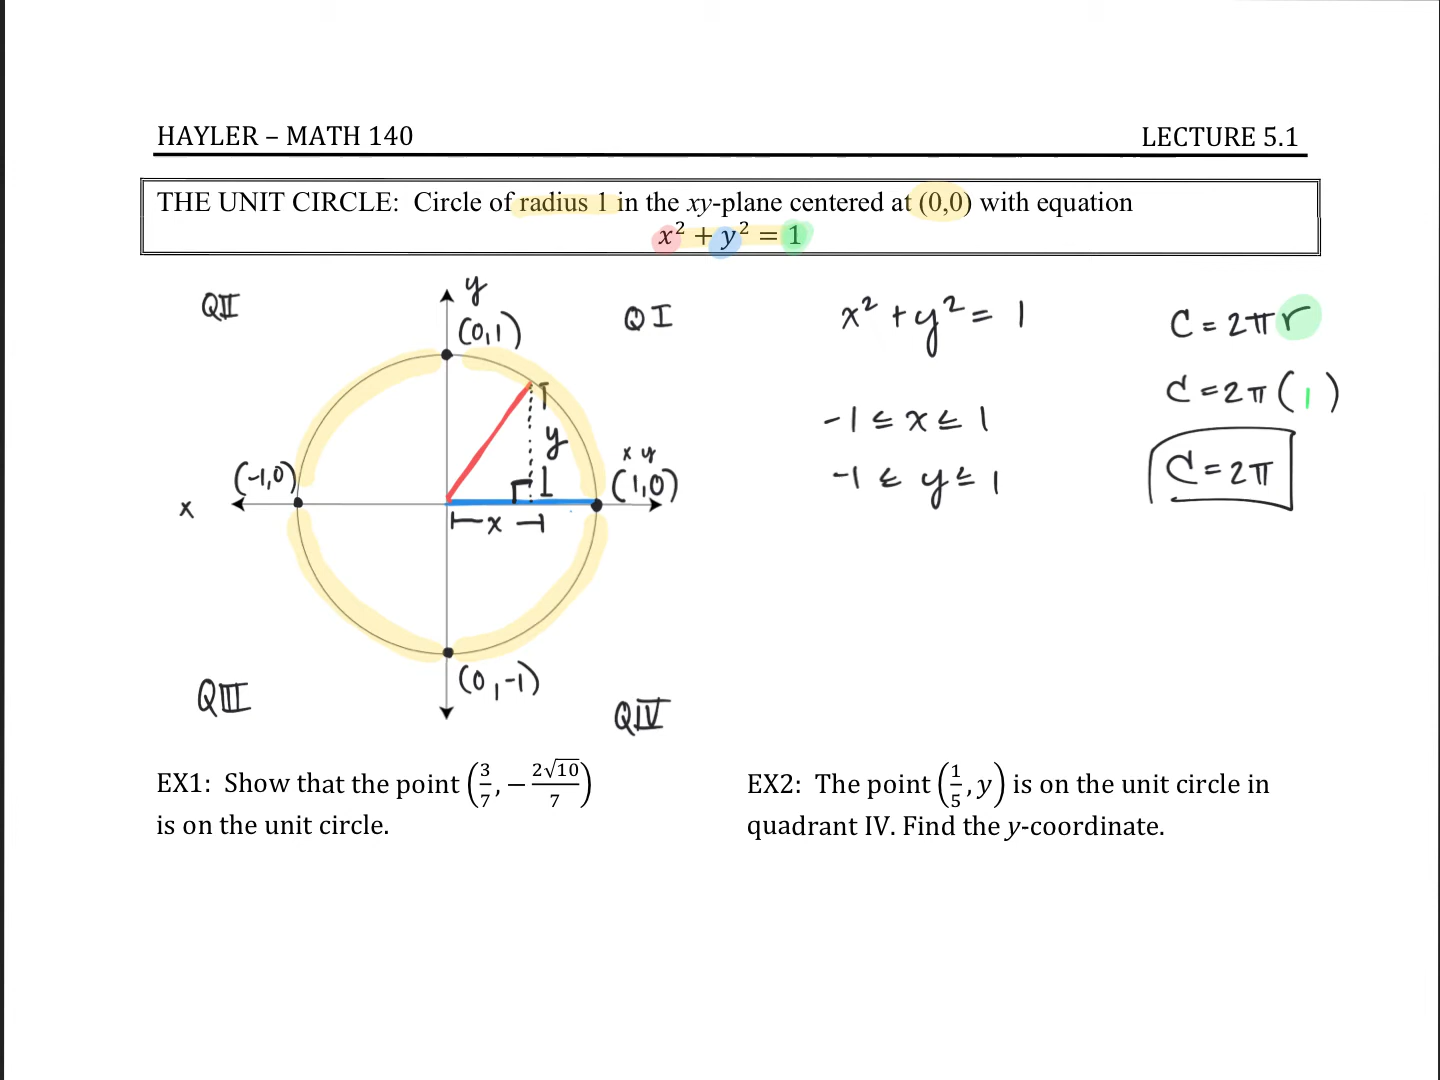 HAYLER – MATH 140
LECTURE 5.1
THE UNIT CIRCLE: Circle of radius 1 in the xy-plane centered at (0,0) with equation
x² + y² = 1
QII
y
(0,1)
QI
T
y
⊥
(-1,0)
x y
(1,0)
x
x
(0,-1)
QIII
QIV
x² + y² = 1
-1 ≤ x ≤ 1
-1 ≤ y ≤ 1
C = 2π r
C = 2π (1)
C = 2π
EX1: Show that the point (3/7, − 2√10/7)
is on the unit circle.
EX2: The point (1/5, y) is on the unit circle in
quadrant IV. Find the y-coordinate.